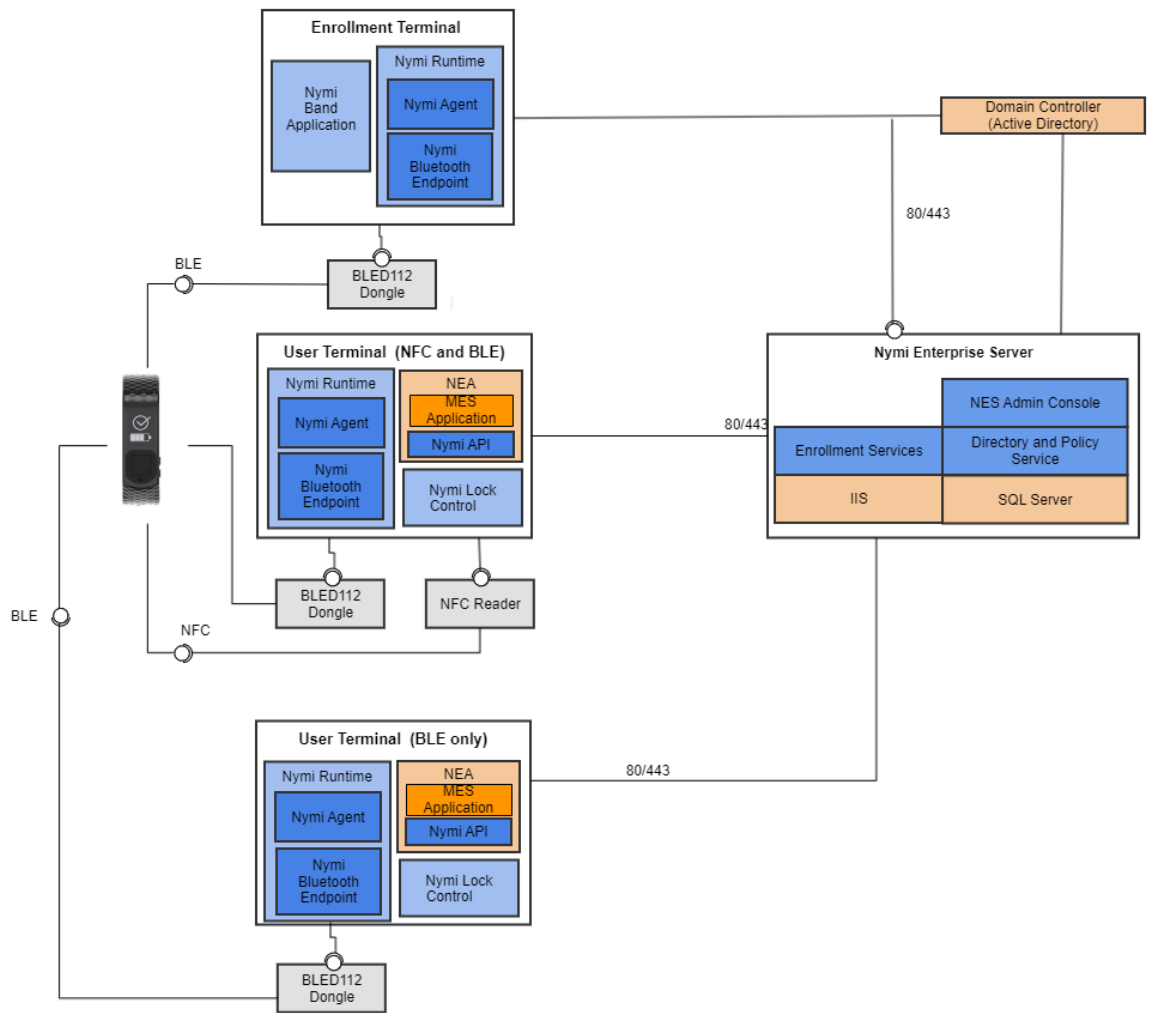 Enrollment Terminal
Nymi
Band
Application
Nymi Runtime
Nymi Agent
Nymi
Bluetooth
Endpoint
Domain Controller
(Active Directory)
80/443
BLE
BLED112
Dongle
User Terminal (NFC and BLE)
Nymi Runtime
Nymi Agent
Nymi
Bluetooth
Endpoint
NEA
MES
Application
Nymi API
Nymi Lock
Control
80/443
Nymi Enterprise Server
NES Admin Console
Enrollment Services
Directory and Policy
Service
IIS
SQL Server
BLED112
Dongle
NFC Reader
BLE
NFC
User Terminal (BLE only)
Nymi Runtime
Nymi Agent
Nymi
Bluetooth
Endpoint
NEA
MES
Application
Nymi API
Nymi Lock
Control
80/443
BLED112
Dongle